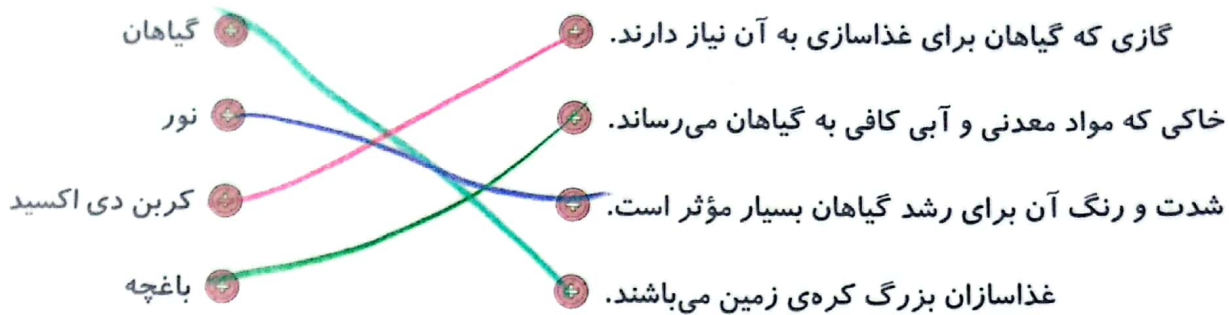 گازی که گیاهان برای غذاسازی به آن نیاز دارند. گیاهان
خاکی که مواد معدنی و آبی کافی به گیاهان می‌رساند. نور
شدت و رنگ آن برای رشد گیاهان بسیار مؤثر است. کربن دی اکسید
غذاسازان بزرگ کره‌ی زمین می‌باشند. باغچه